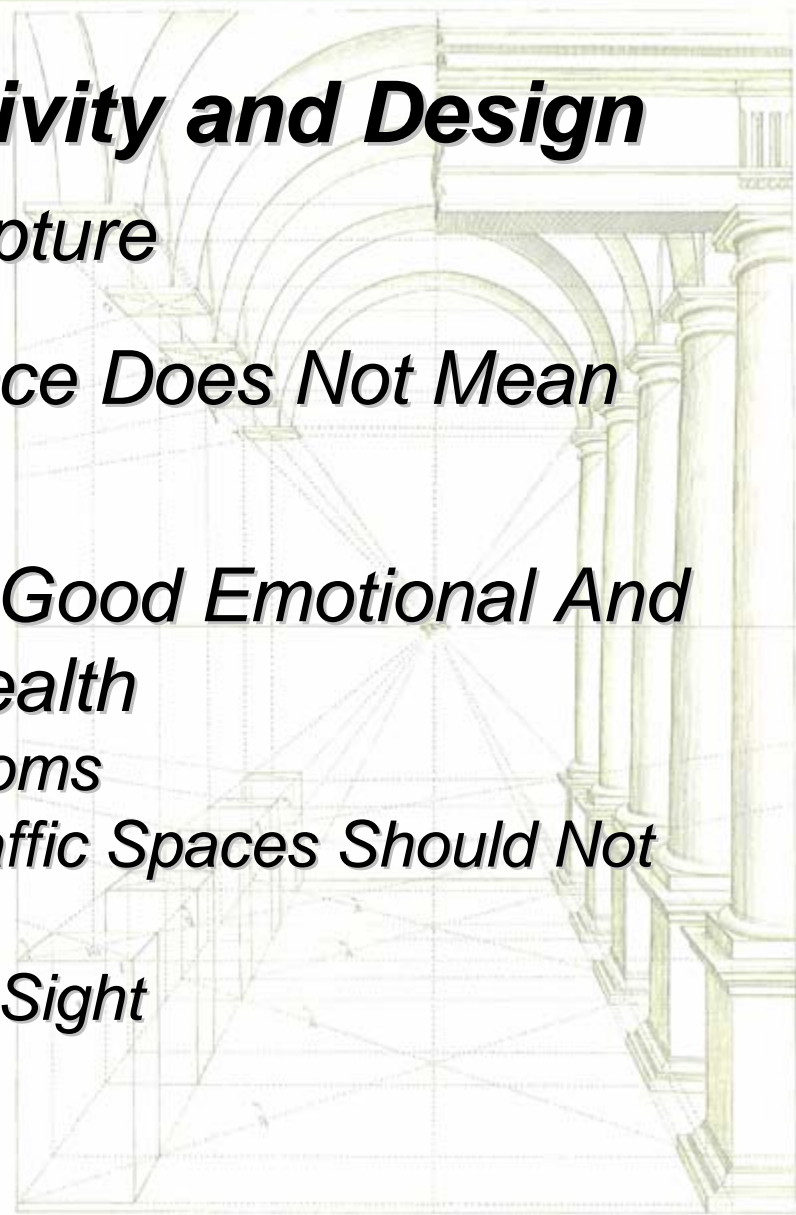 ivity and Design
pture
ce Does Not Mean
Good Emotional And
ealth
oms
affic Spaces Should Not
Sight